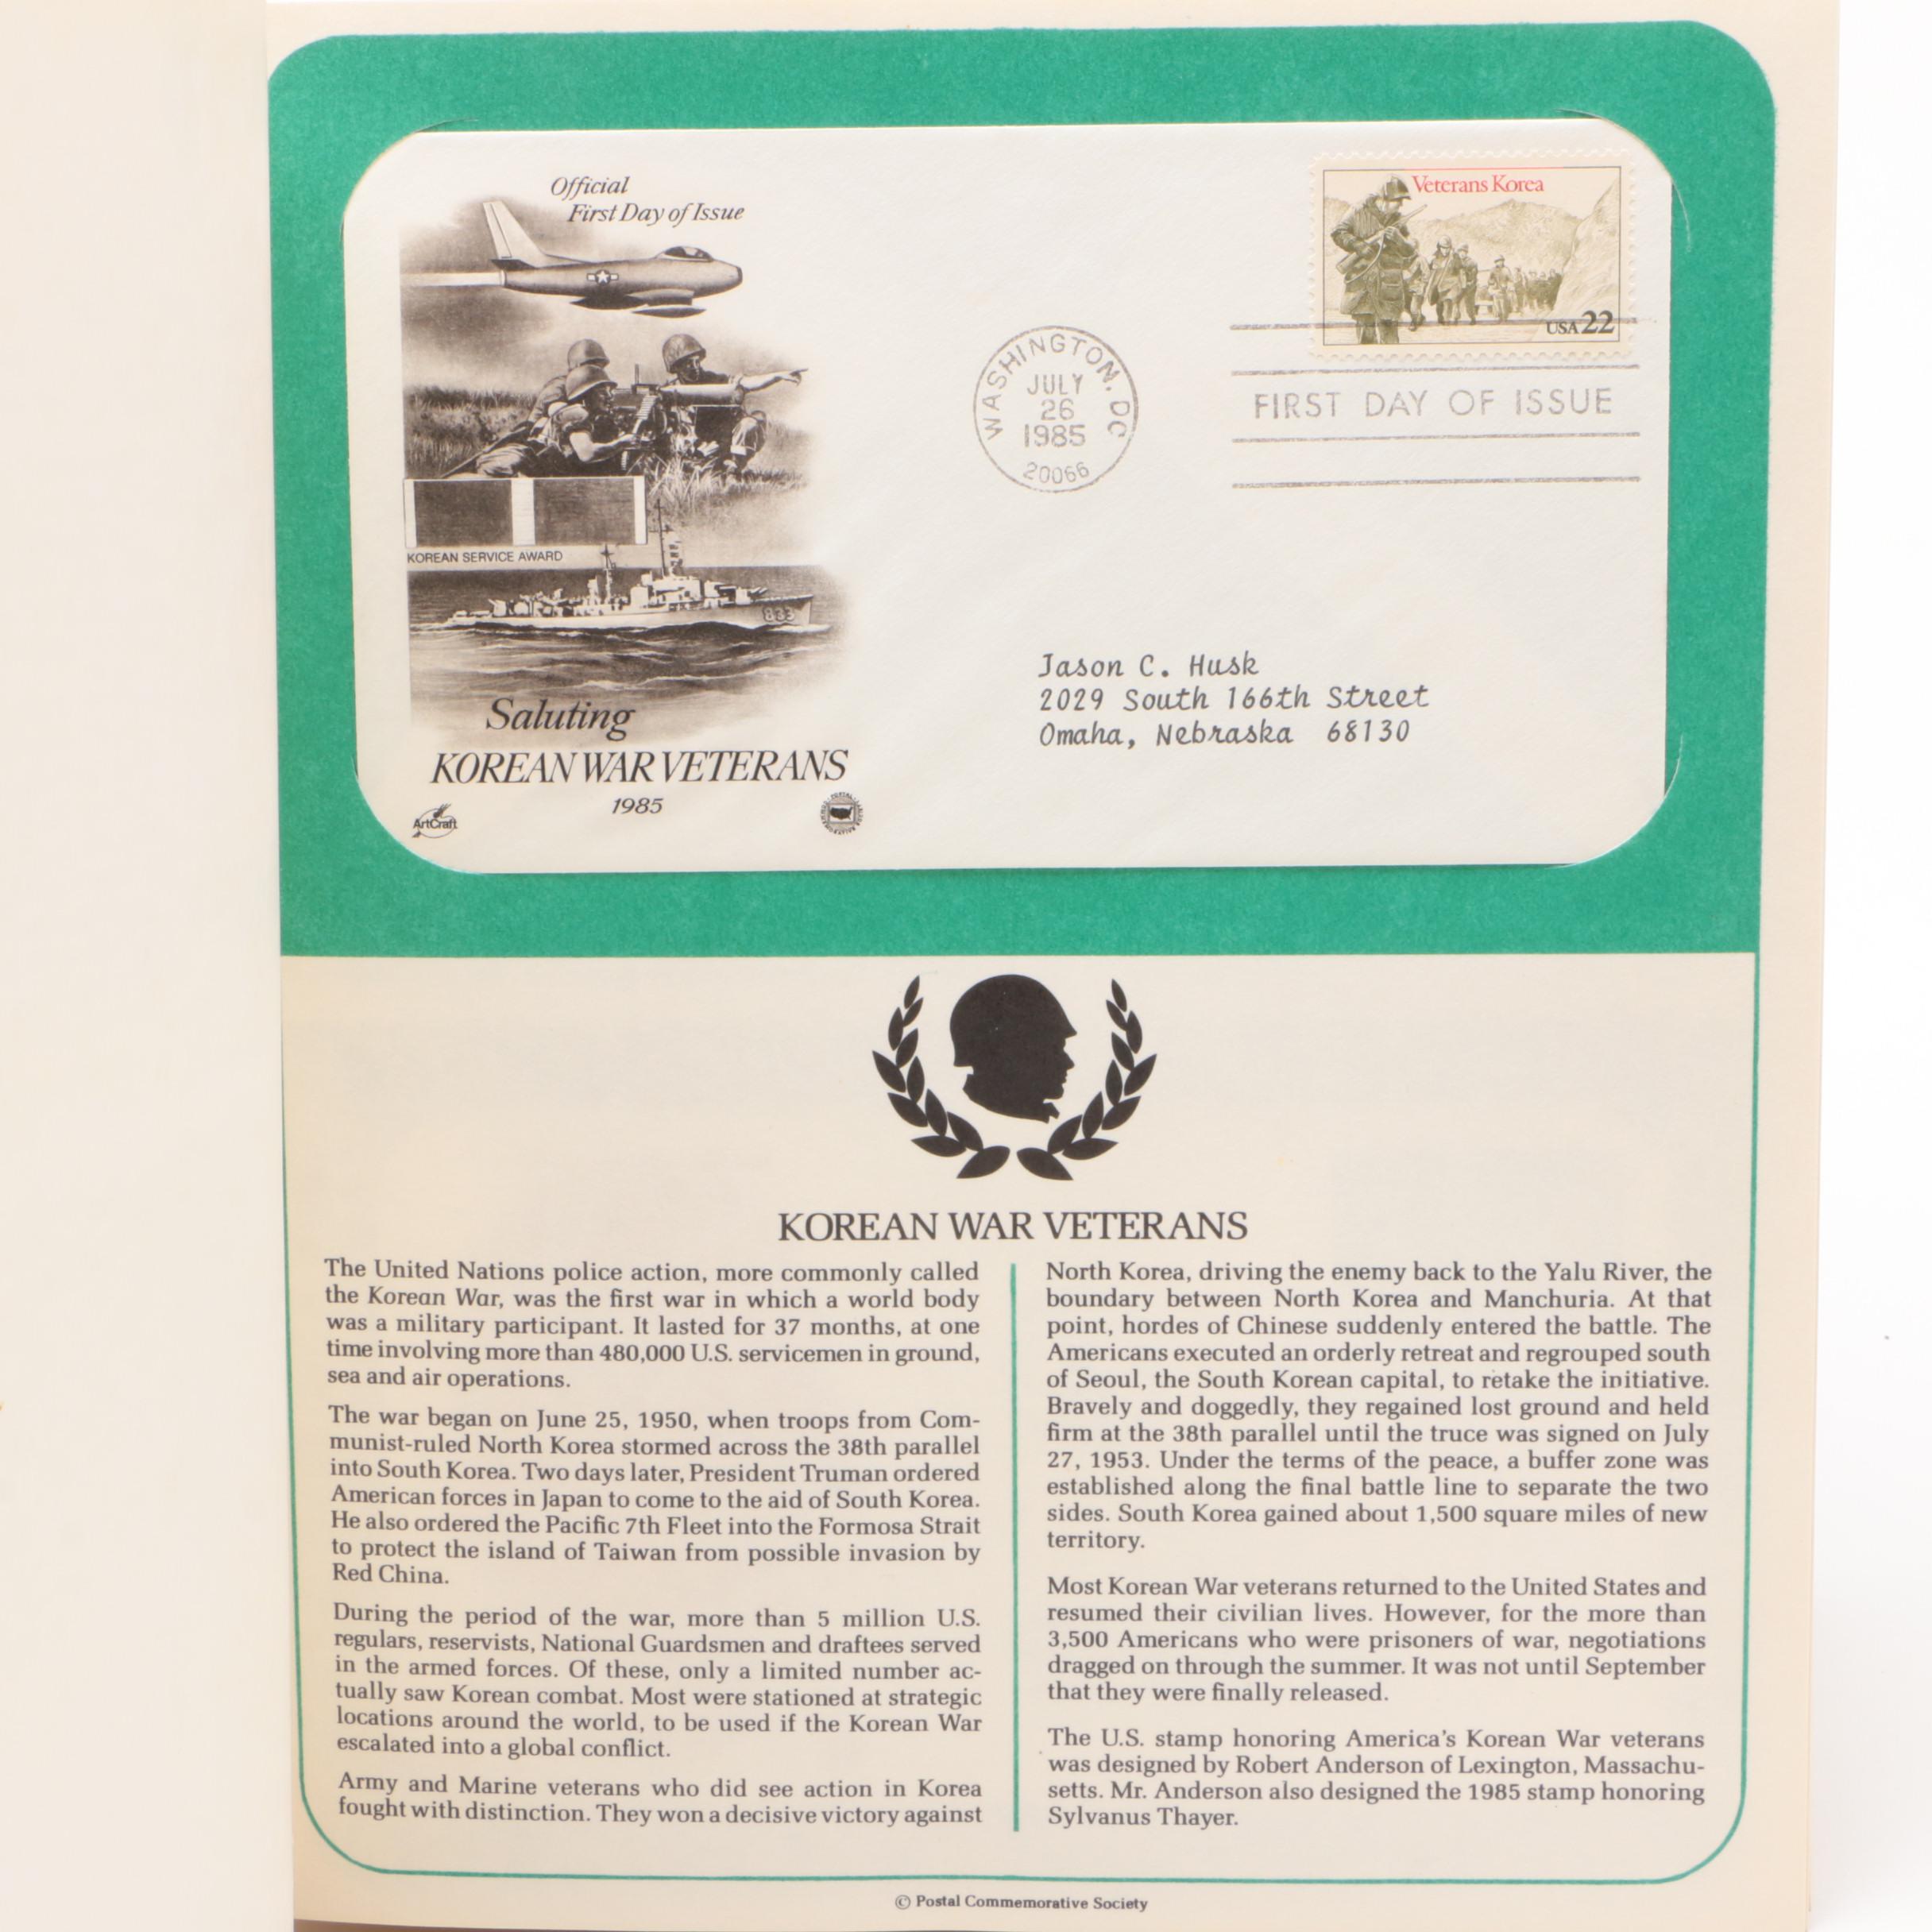 Official
First Day of Issue
Veterans Korea
USA 22
WASHINGTON, DC
JULY
26
1985
20066
FIRST DAY OF ISSUE
KOREAN SERVICE AWARD
833
Jason C. Husk
2029 South 166th Street
Omaha, Nebraska 68130
Saluting
KOREAN WAR VETERANS
1985
ArtCraft
KOREAN WAR VETERANS
The United Nations police action, more commonly called
the Korean War, was the first war in which a world body
was a military participant. It lasted for 37 months, at one
time involving more than 480,000 U.S. servicemen in ground,
sea and air operations.
The war began on June 25, 1950, when troops from Com-
munist-ruled North Korea stormed across the 38th parallel
into South Korea. Two days later, President Truman ordered
American forces in Japan to come to the aid of South Korea.
He also ordered the Pacific 7th Fleet into the Formosa Strait
to protect the island of Taiwan from possible invasion by
Red China.
During the period of the war, more than 5 million U.S.
regulars, reservists, National Guardsmen and draftees served
in the armed forces. Of these, only a limited number ac-
tually saw Korean combat. Most were stationed at strategic
locations around the world, to be used if the Korean War
escalated into a global conflict.
Army and Marine veterans who did see action in Korea
fought with distinction. They won a decisive victory against
North Korea, driving the enemy back to the Yalu River, the
boundary between North Korea and Manchuria. At that
point, hordes of Chinese suddenly entered the battle. The
Americans executed an orderly retreat and regrouped south
of Seoul, the South Korean capital, to retake the initiative.
Bravely and doggedly, they regained lost ground and held
firm at the 38th parallel until the truce was signed on July
27, 1953. Under the terms of the peace, a buffer zone was
established along the final battle line to separate the two
sides. South Korea gained about 1,500 square miles of new
territory.
Most Korean War veterans returned to the United States and
resumed their civilian lives. However, for the more than
3,500 Americans who were prisoners of war, negotiations
dragged on through the summer. It was not until September
that they were finally released.
The U.S. stamp honoring America's Korean War veterans
was designed by Robert Anderson of Lexington, Massachu-
setts. Mr. Anderson also designed the 1985 stamp honoring
Sylvanus Thayer.
© Postal Commemorative Society